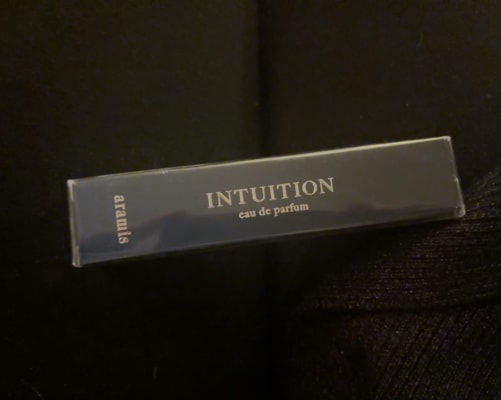 aramis
INTUITION
eau de parfum